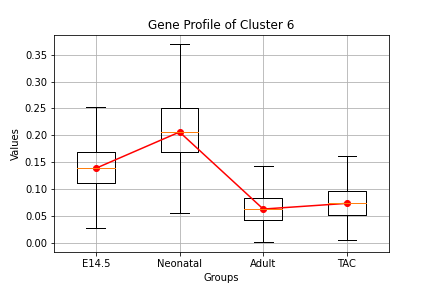 Gene Profile of Cluster 6
0.35
0.30
0.25
0.20
0.15
0.10
0.05
0.00
Values
E14.5 Neonatal Adult TAC
Groups